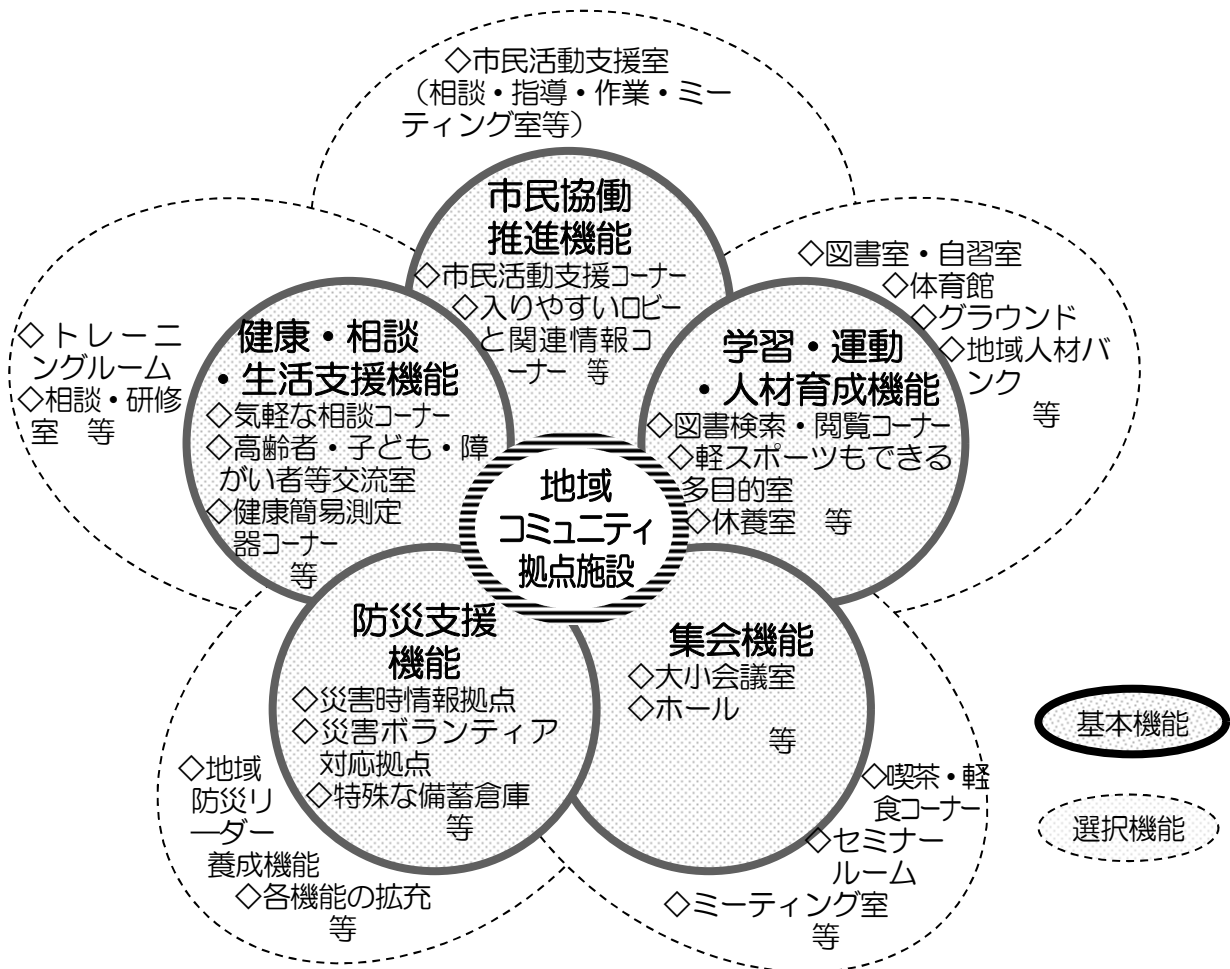 ◇市民活動支援室
（相談・指導・作業・ミー
ティング室等）
市民協働
推進機能
◇市民活動支援コーナー
◇入りやすいロビー
と関連情報コ
ーナー 等
◇トレーニ
ングルーム
◇相談・研修
室 等
健康・相談
・生活支援機能
◇気軽な相談コーナー
◇高齢者・子ども・障
がい者等交流室
◇健康簡易測定
器コーナー
等
◇図書室・自習室
◇体育館
◇グラウンド
◇地域人材バ
ンク
等
学習・運動
・人材育成機能
◇図書検索・閲覧コーナー
◇軽スポーツもできる
多目的室
◇休養室 等
地域
コミュニティ
拠点施設
防災支援
機能
◇災害時情報拠点
◇災害ボランティア
対応拠点
◇特殊な備蓄倉庫
等
◇地域
防災リ
ーダー
養成機能
◇各機能の拡充
等
集会機能
◇大小会議室
◇ホール
等
◇喫茶・軽
食コーナー
◇セミナー
ルーム
◇ミーティング室
等
基本機能
選択機能